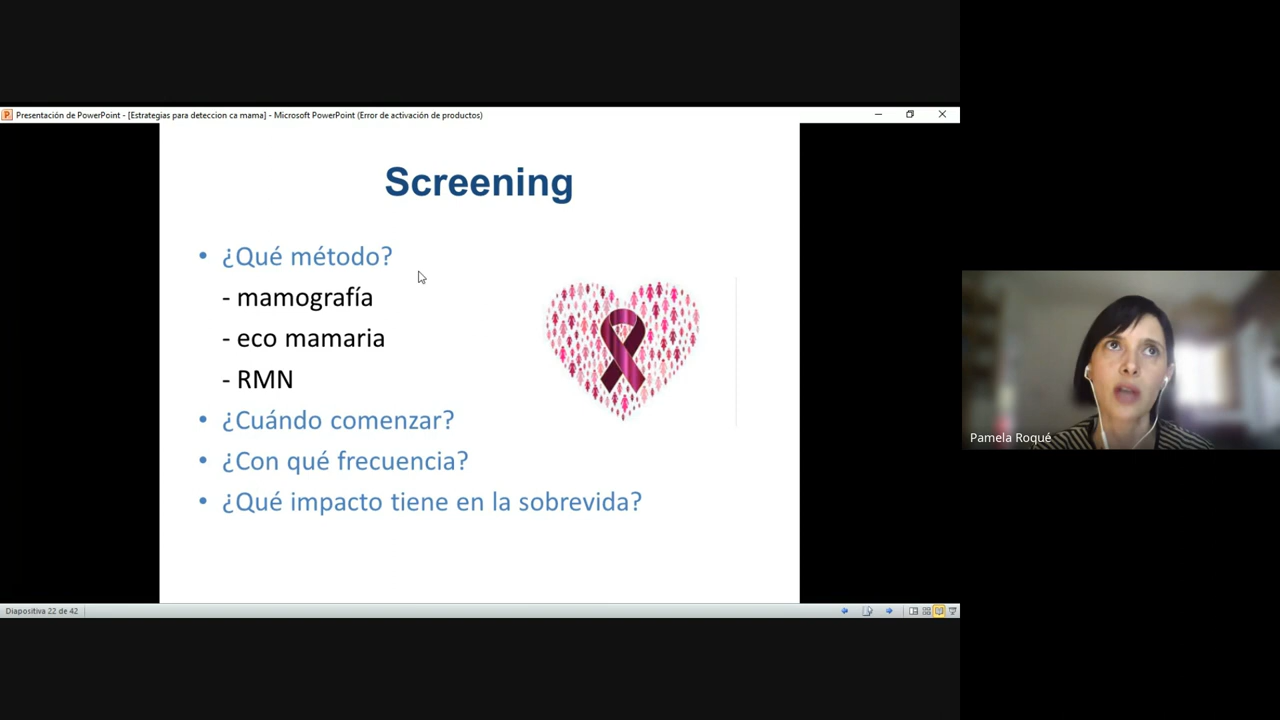 Presentación de PowerPoint - [Estrategias para deteccion ca mama] - Microsoft PowerPoint (Error de activación de productos)
Screening
• ¿Qué método?
- mamografía
- eco mamaria
- RMN
• ¿Cuándo comenzar?
• ¿Con qué frecuencia?
• ¿Qué impacto tiene en la sobrevida?
Pamela Roqué
Diapositiva 22 de 42